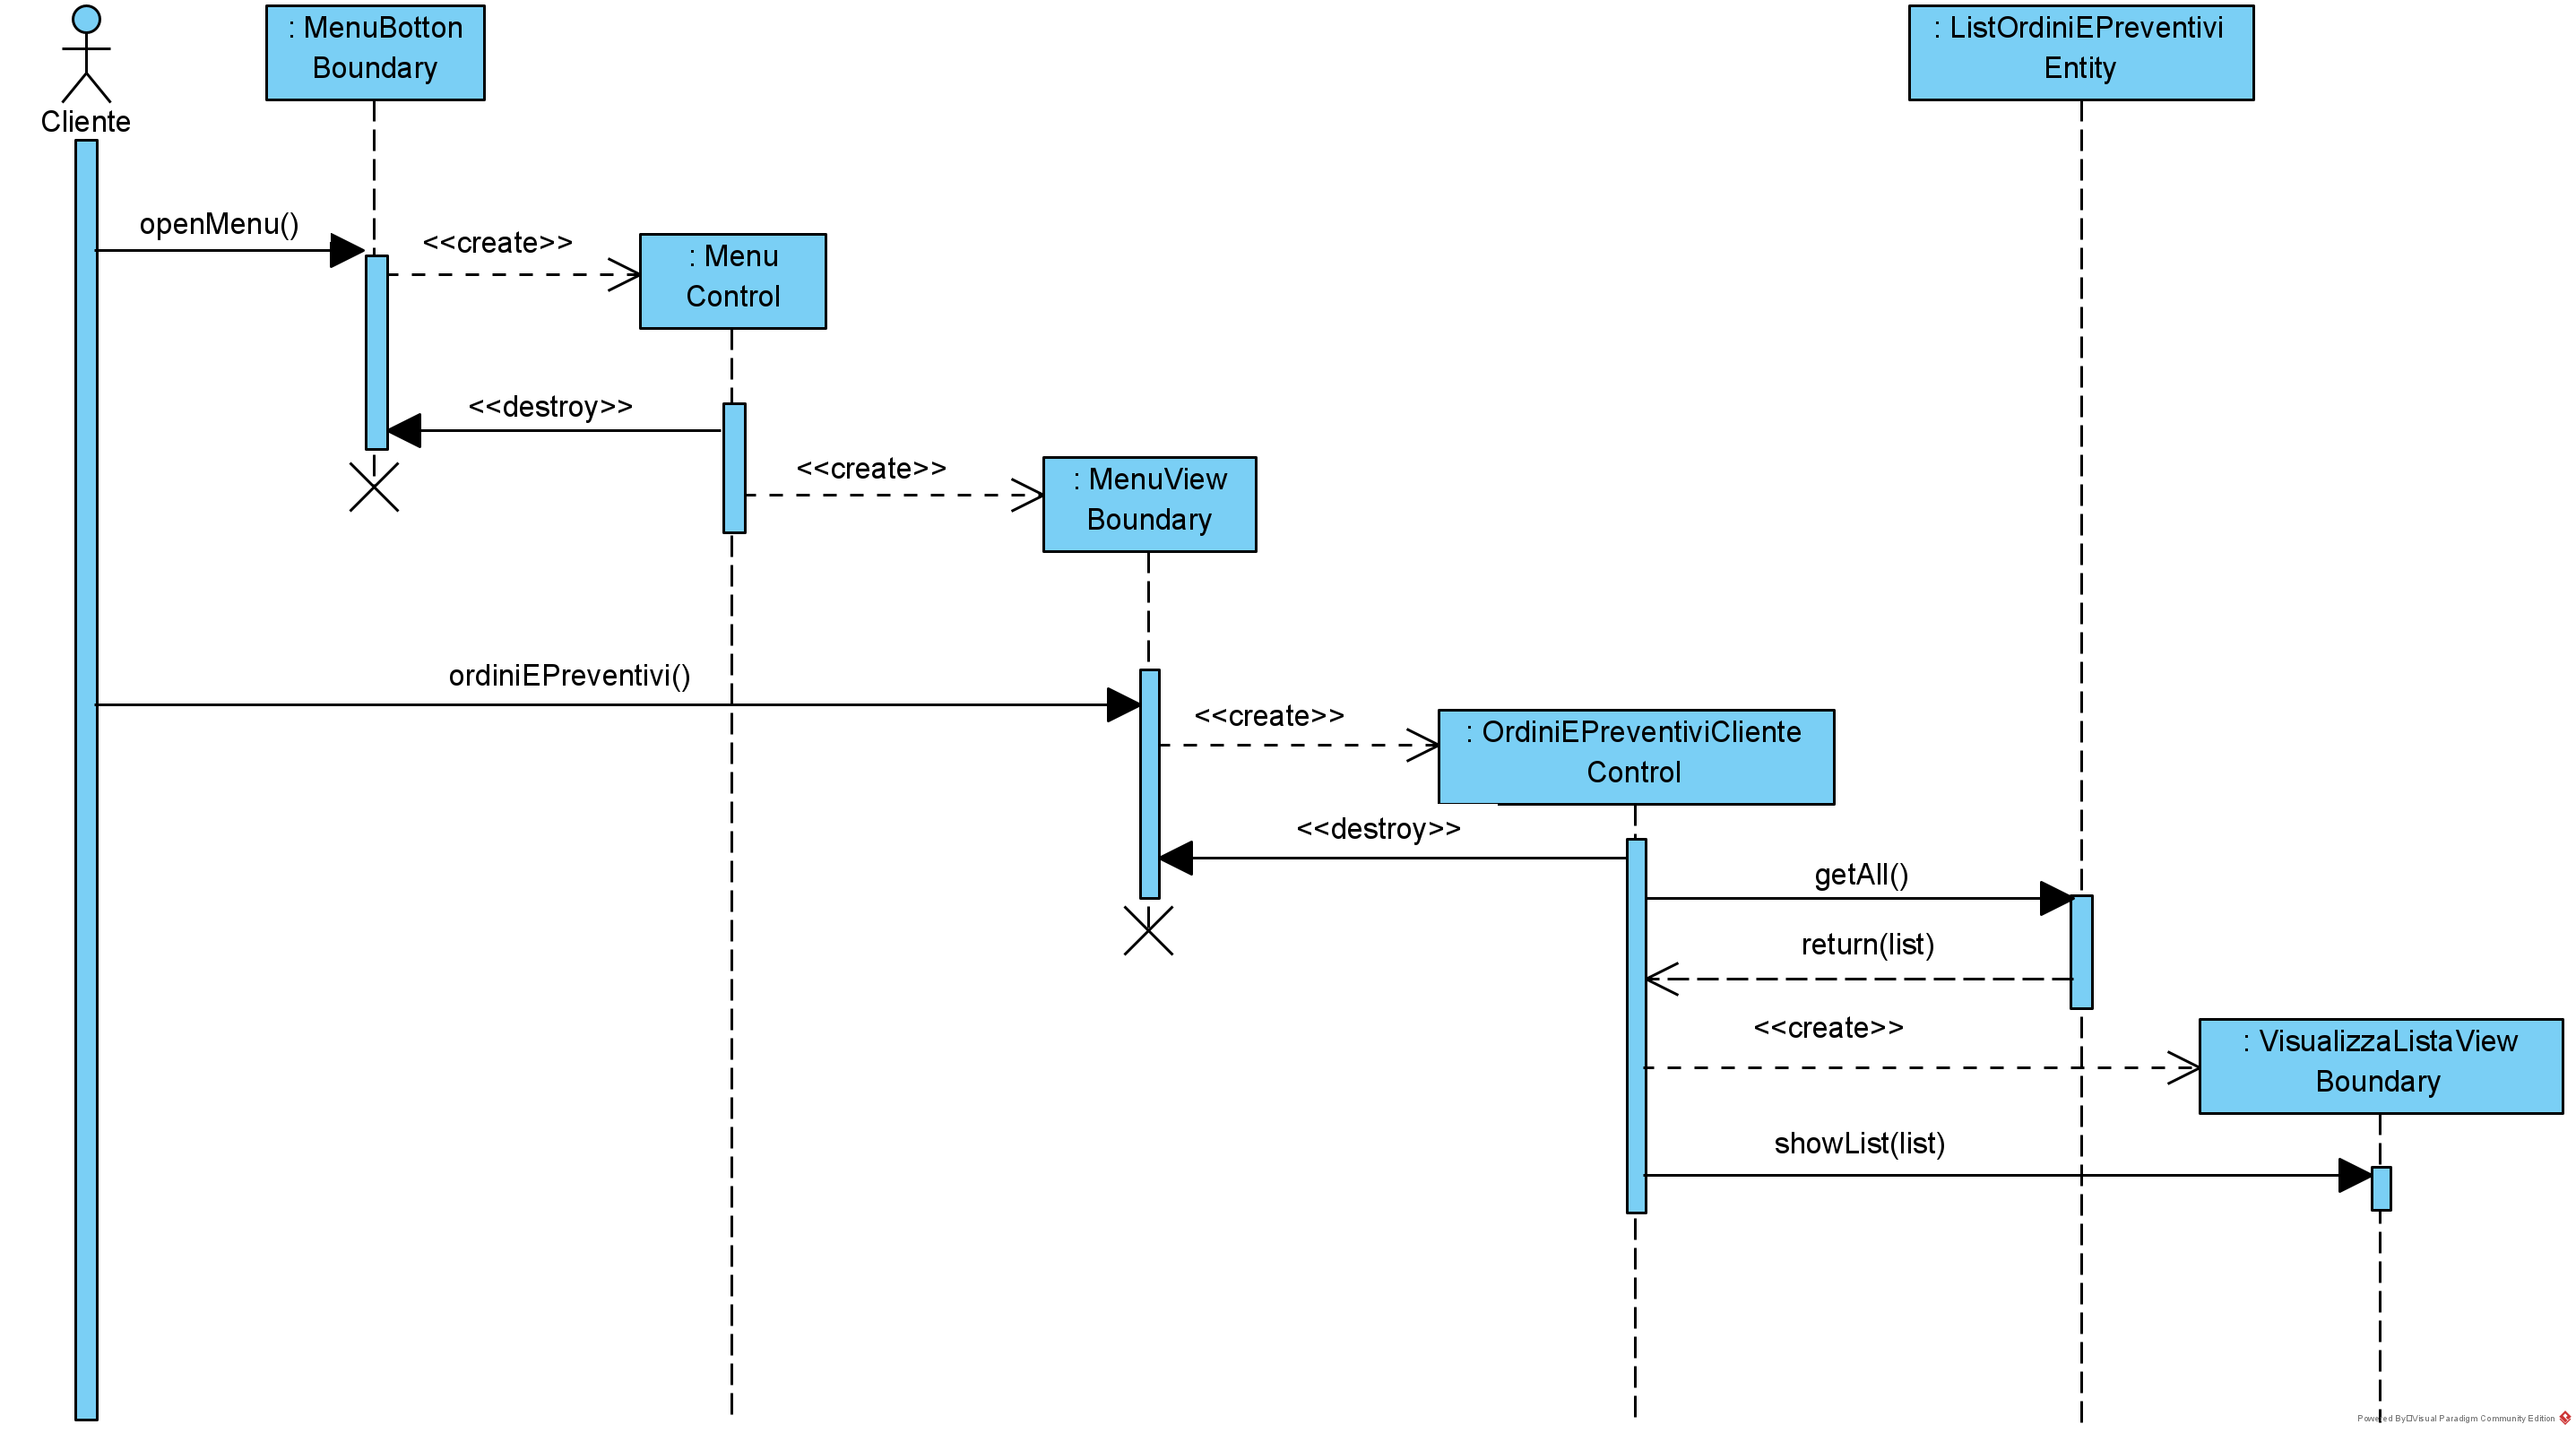 : MenuBotton
Boundary
: ListOrdiniEPreventivi
Entity
Cliente
openMenu()
<<create>>
: Menu
Control
<<destroy>>
<<create>>
: MenuView
Boundary
ordiniEPreventivi()
<<create>>
: OrdiniEPreventiviCliente
Control
<<destroy>>
getAll()
return(list)
<<create>>
: VisualizzaListaView
Boundary
showList(list)
Powered By□Visual Paradigm Community Edition